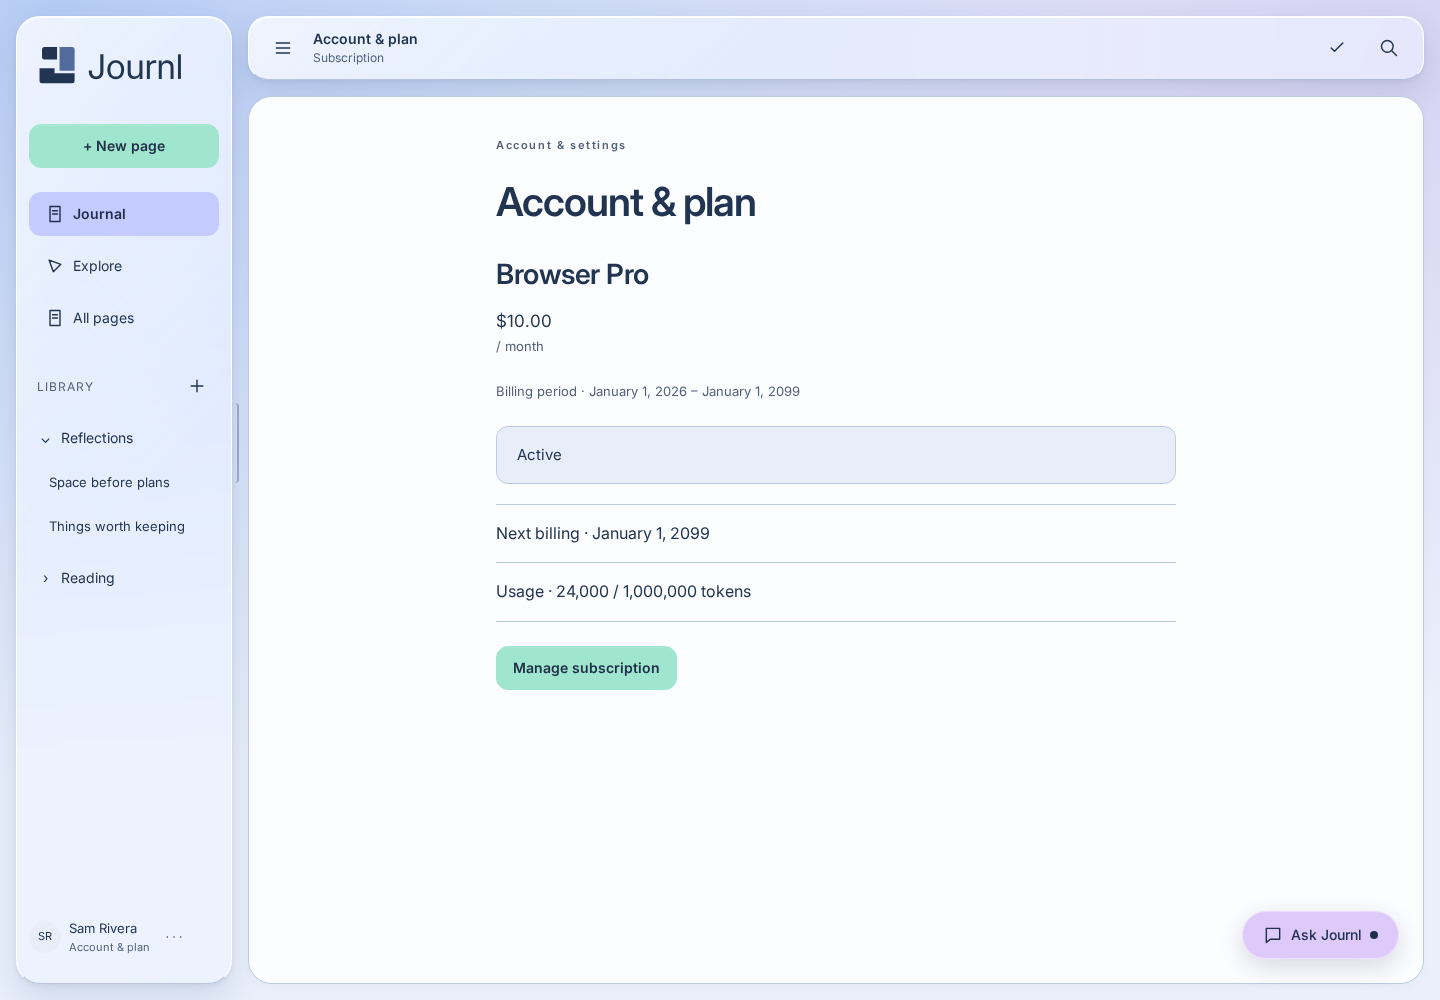 Journl
+ New page
Journal
Explore
All pages
LIBRARY
Reflections
Space before plans
Things worth keeping
Reading
SR
Sam Rivera
Account & plan
Account & plan
Subscription
Account & settings
Account & plan
Browser Pro
$10.00
/ month
Billing period · January 1, 2026 – January 1, 2099
Active
Next billing · January 1, 2099
Usage · 24,000 / 1,000,000 tokens
Manage subscription
Ask Journl